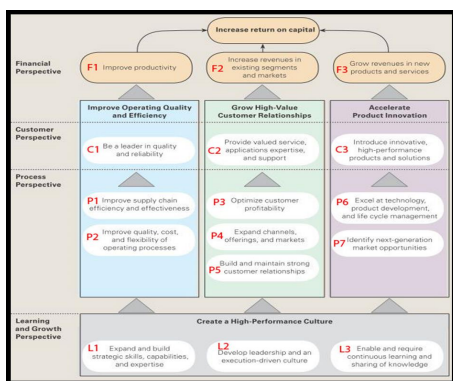 Increase return on capital
Financial
Perspective
F1 Improve productivity
F2 Increase revenues in
existing segments
and markets
F3 Grow revenues in new
products and services
Improve Operating Quality
and Efficiency
Grow High-Value
Customer Relationships
Accelerate
Product Innovation
Customer
Perspective
C1 Be a leader in quality
and reliability
C2 Provide valued service,
applications expertise,
and support
C3 Introduce innovative,
high-performance
products and solutions
Process
Perspective
P1 Improve supply chain
efficiency and effectiveness
P2 Improve quality, cost,
and flexibility of
operating processes
P3 Optimize customer
profitability
P4 Expand channels,
offerings, and markets
P5 Build and maintain strong
customer relationships
P6 Excel at technology,
product development,
and life cycle management
P7 Identify next-generation
market opportunities
Learning
and Growth
Perspective
Create a High-Performance Culture
L1 Expand and build
strategic skills, capabilities,
and expertise
L2
Develop leadership and an
execution-driven culture
L3 Enable and require
continuous learning and
sharing of knowledge